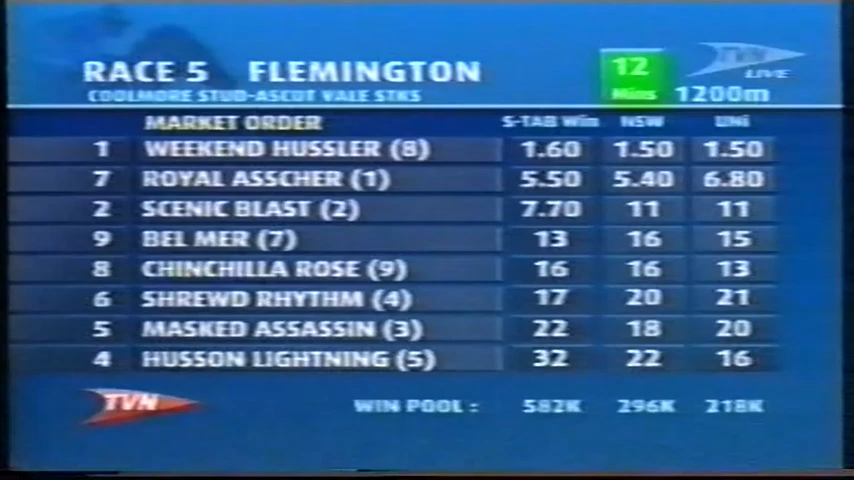 RACE 5 FLEMINGTON 12 Mins TVN LIVE
COOLMORE STUD-ASCOT VALE STKS 1200m
MARKET ORDER S-TAB Win NSW UNi
1 WEEKEND HUSSLER (8) 1.60 1.50 1.50
7 ROYAL ASSCHER (1) 5.50 5.40 6.80
2 SCENIC BLAST (2) 7.70 11 11
9 BEL MER (7) 13 16 15
8 CHINCHILLA ROSE (9) 16 16 13
6 SHREWD RHYTHM (4) 17 20 21
5 MASKED ASSASSIN (3) 22 18 20
4 HUSSON LIGHTNING (5) 32 22 16
TVN WIN POOL : 582K 296K 218K